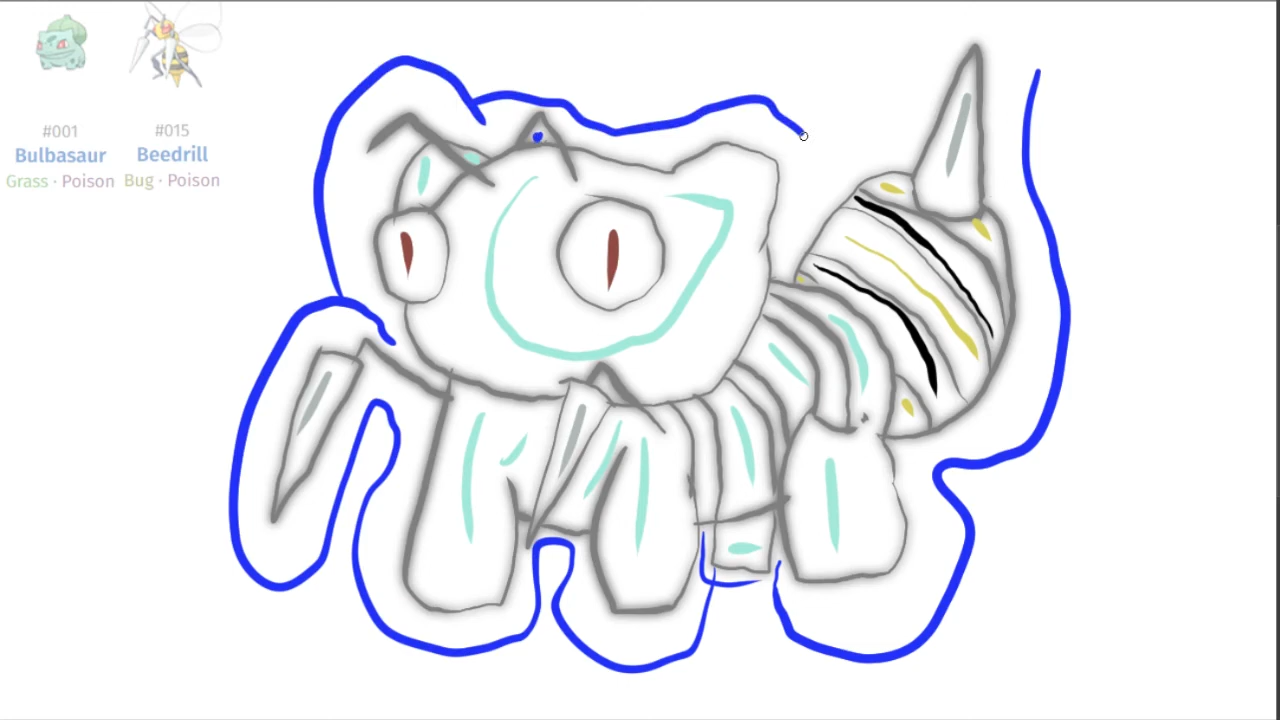 #001
Bulbasaur
Grass · Poison
#015
Beedrill
Bug · Poison